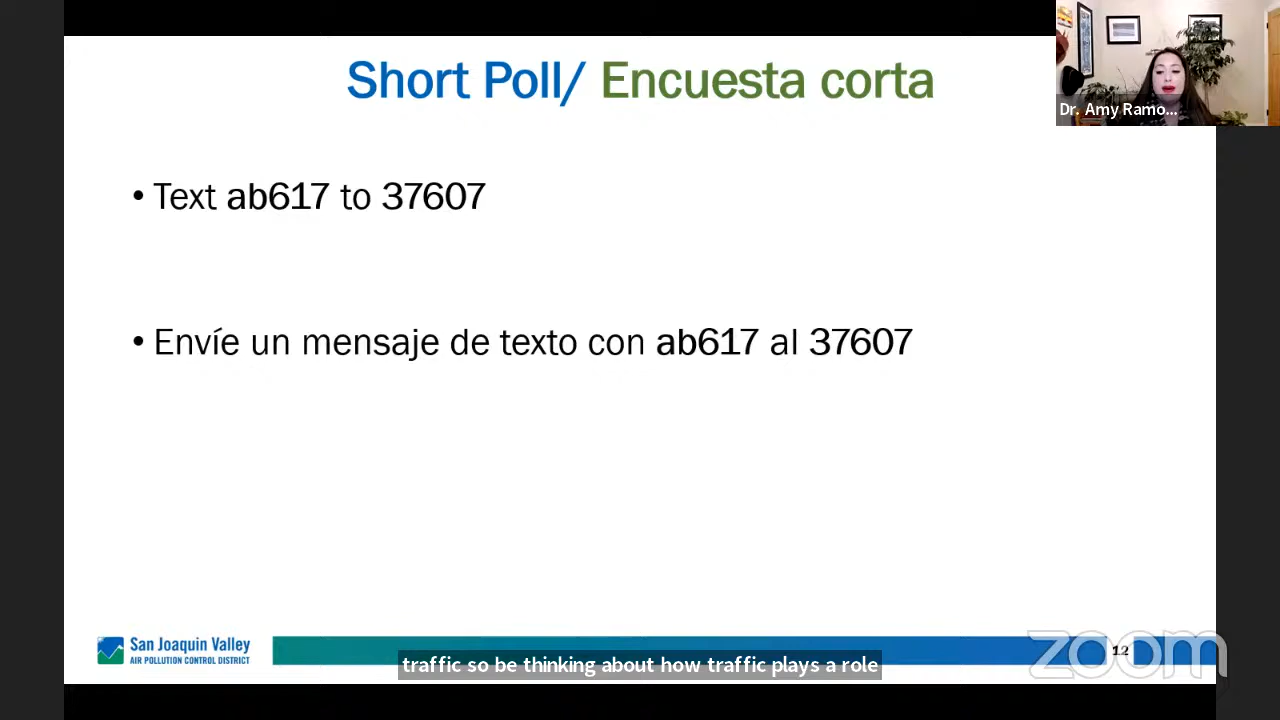 Short Poll/ Encuesta corta
Dr. Amy Ramo...
• Text ab617 to 37607
• Envíe un mensaje de texto con ab617 al 37607
San Joaquin Valley
AIR POLLUTION CONTROL DISTRICT
traffic so be thinking about how traffic plays a role
zoom
12